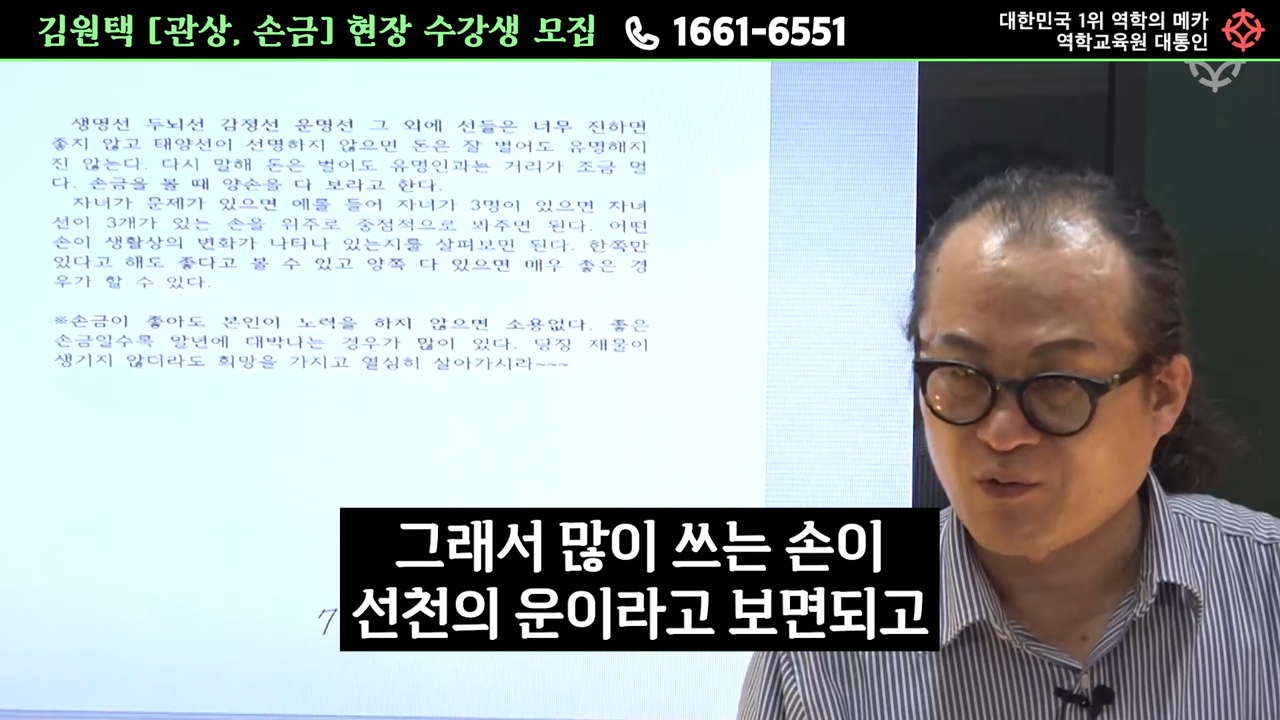 김원택 [관상, 손금] 현장 수강생 모집
1661-6551
대한민국 1위 역학의 메카
역학교육원 대통인
생명선 두뇌선 감정선 운명선 그 외에 선들은 너무 진하면
좋지 않고 태양선이 선명하지 않으면 돈은 잘 벌어도 유명해지
진 않는다. 다시 말해 돈은 벌어도 유명인과는 거리가 조금 멀
다. 손금을 볼 때 양손을 다 보라고 한다.
자녀가 문제가 있으면 예를 들어 자녀가 3명이 있으면 자녀
선이 3개가 있는 손을 위주로 중점적으로 봐주면 된다. 어떤
손이 생활상의 변화가 나타나 있는지를 살펴보면 된다. 한쪽만
있다고 해도 좋다고 볼 수 있고 양쪽 다 있으면 매우 좋은 경
우가 할 수 있다.
※손금이 좋아도 본인이 노력을 하지 않으면 소용없다. 좋은
손금일수록 말년에 대박나는 경우가 많이 있다. 당장 재물이
생기지 않더라도 희망을 가지고 열심히 살아가시라~~~
그래서 많이 쓰는 손이
선천의 운이라고 보면되고